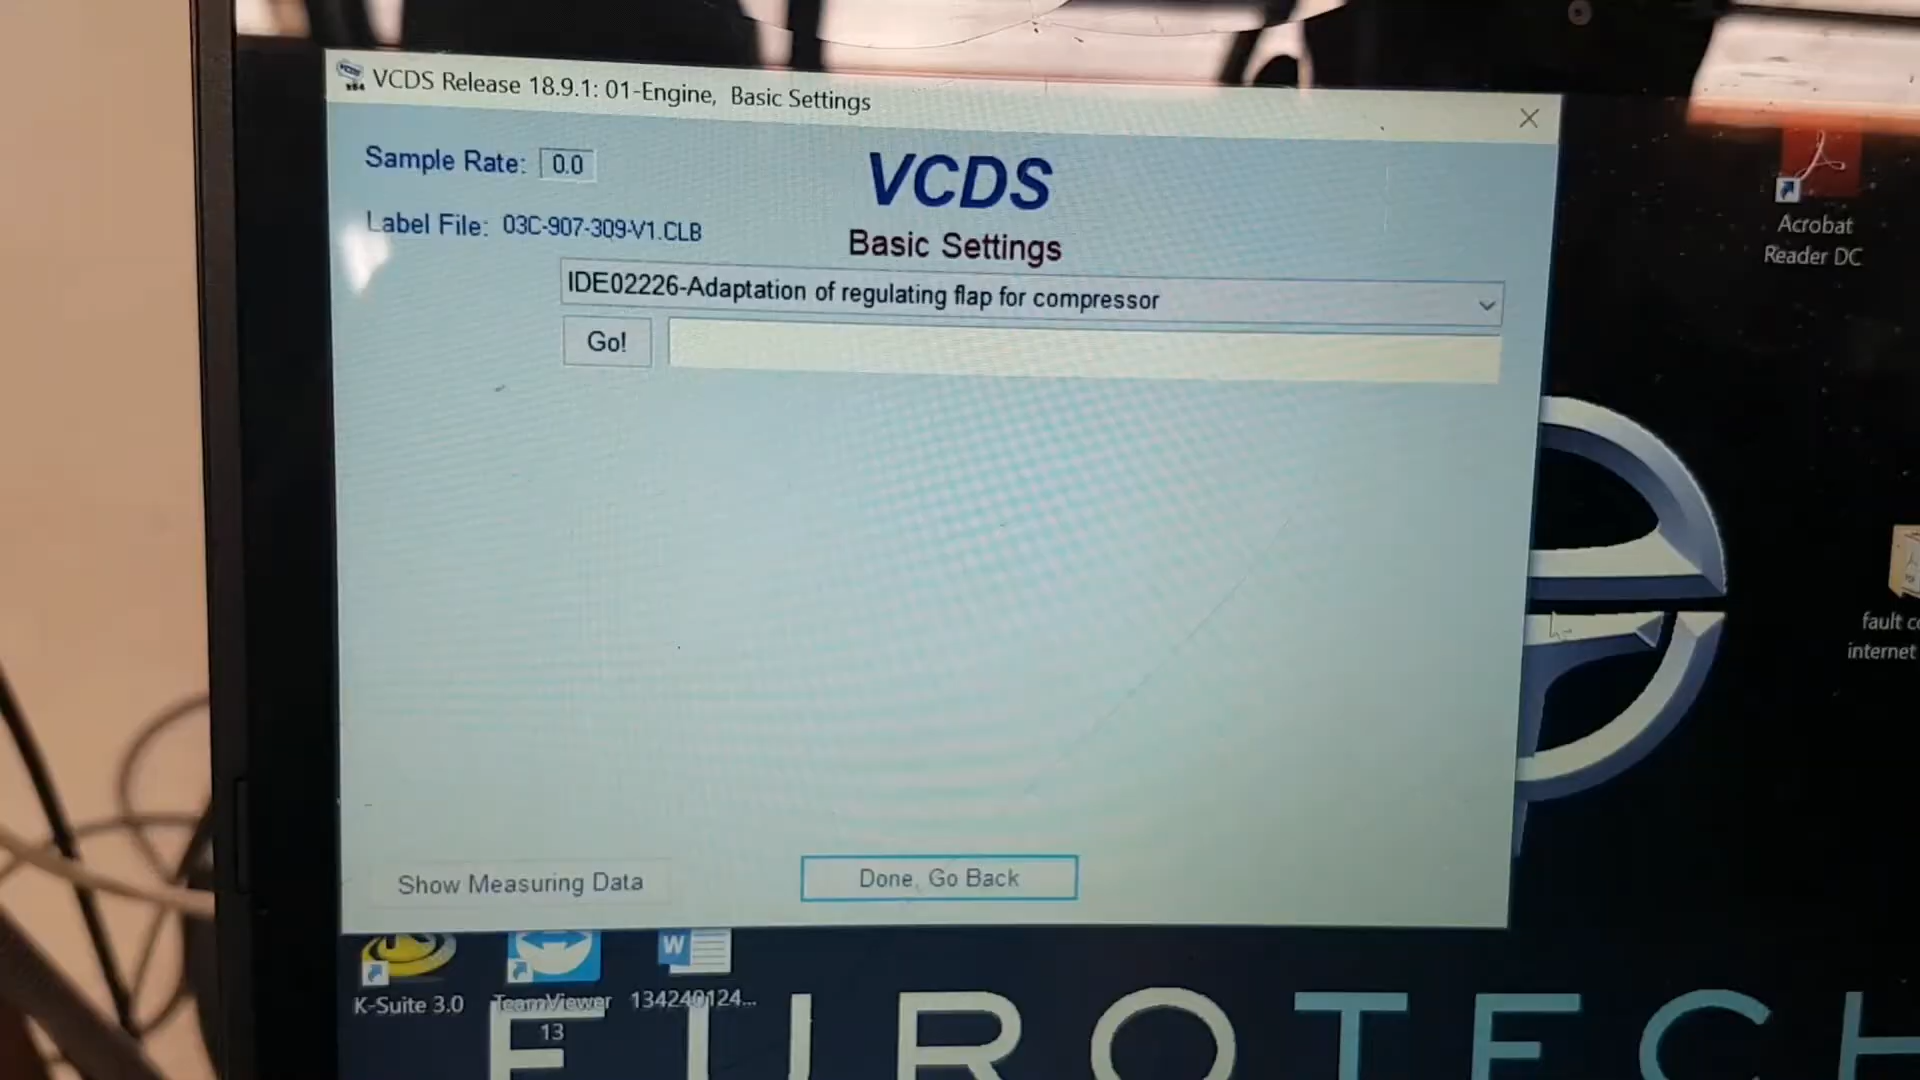 VCDS Release 18.9.1: 01-Engine, Basic Settings
Sample Rate: 0.0
VCDS
Label File: 03C-907-309-V1.CLB
Basic Settings
IDE02226-Adaptation of regulating flap for compressor
Go!
Show Measuring Data
Done, Go Back
Acrobat
Reader DC
fault
internet
K-Suite 3.0
TeamViewer
13
134240124...
EUROTECH